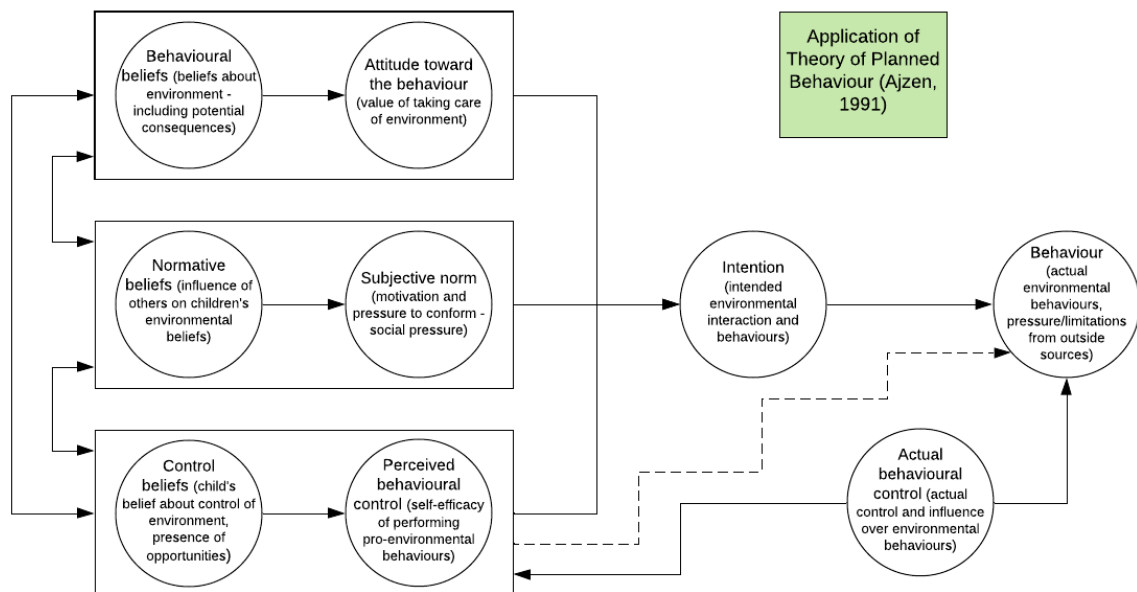 Behavioural
beliefs (beliefs about
environment -
including potential
consequences)
Attitude toward
the behaviour
(value of taking care
of environment)
Application of
Theory of Planned
Behaviour (Ajzen,
1991)
Normative
beliefs (influence of
others on children's
environmental
beliefs)
Subjective norm
(motivation and
pressure to conform -
social pressure)
Intention
(intended
environmental
interaction and
behaviours)
Behaviour
(actual
environmental
behaviours,
pressure/limitations
from outside
sources)
Control
beliefs (child's
belief about control of
environment,
presence of
opportunities)
Perceived
behavioural
control (self-efficacy
of performing
pro-environmental
behaviours)
Actual
behavioural
control (actual
control and influence
over environmental
behaviours)